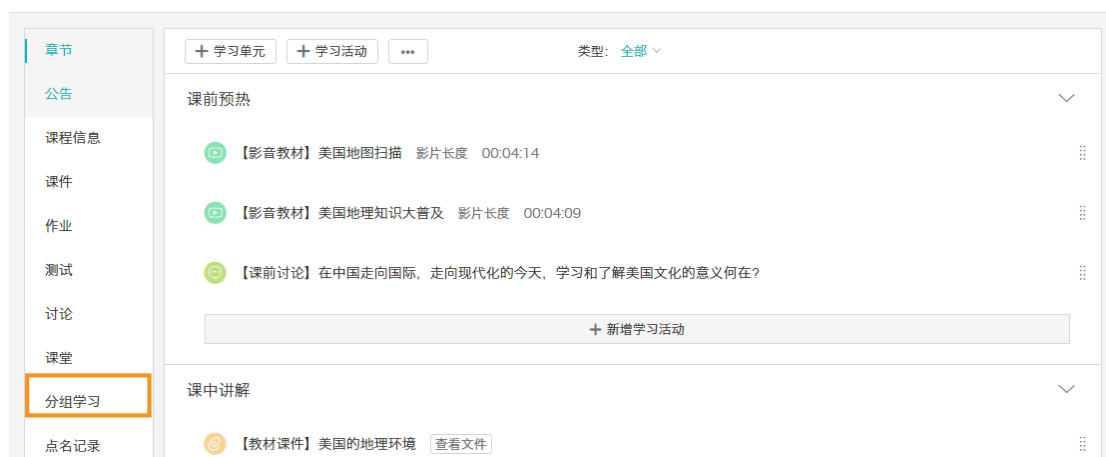 章节
公告
课程信息
课件
作业
测试
讨论
课堂
分组学习
点名记录
+ 学习单元 + 学习活动 ••• 类型: 全部
课前预热
【影音教材】美国地图扫描 影片长度 00:04:14
【影音教材】美国地理知识大普及 影片长度 00:04:09
【课前讨论】在中国走向国际，走向现代化的今天，学习和了解美国文化的意义何在?
+ 新增学习活动
课中讲解
【教材课件】美国的地理环境 查看文件